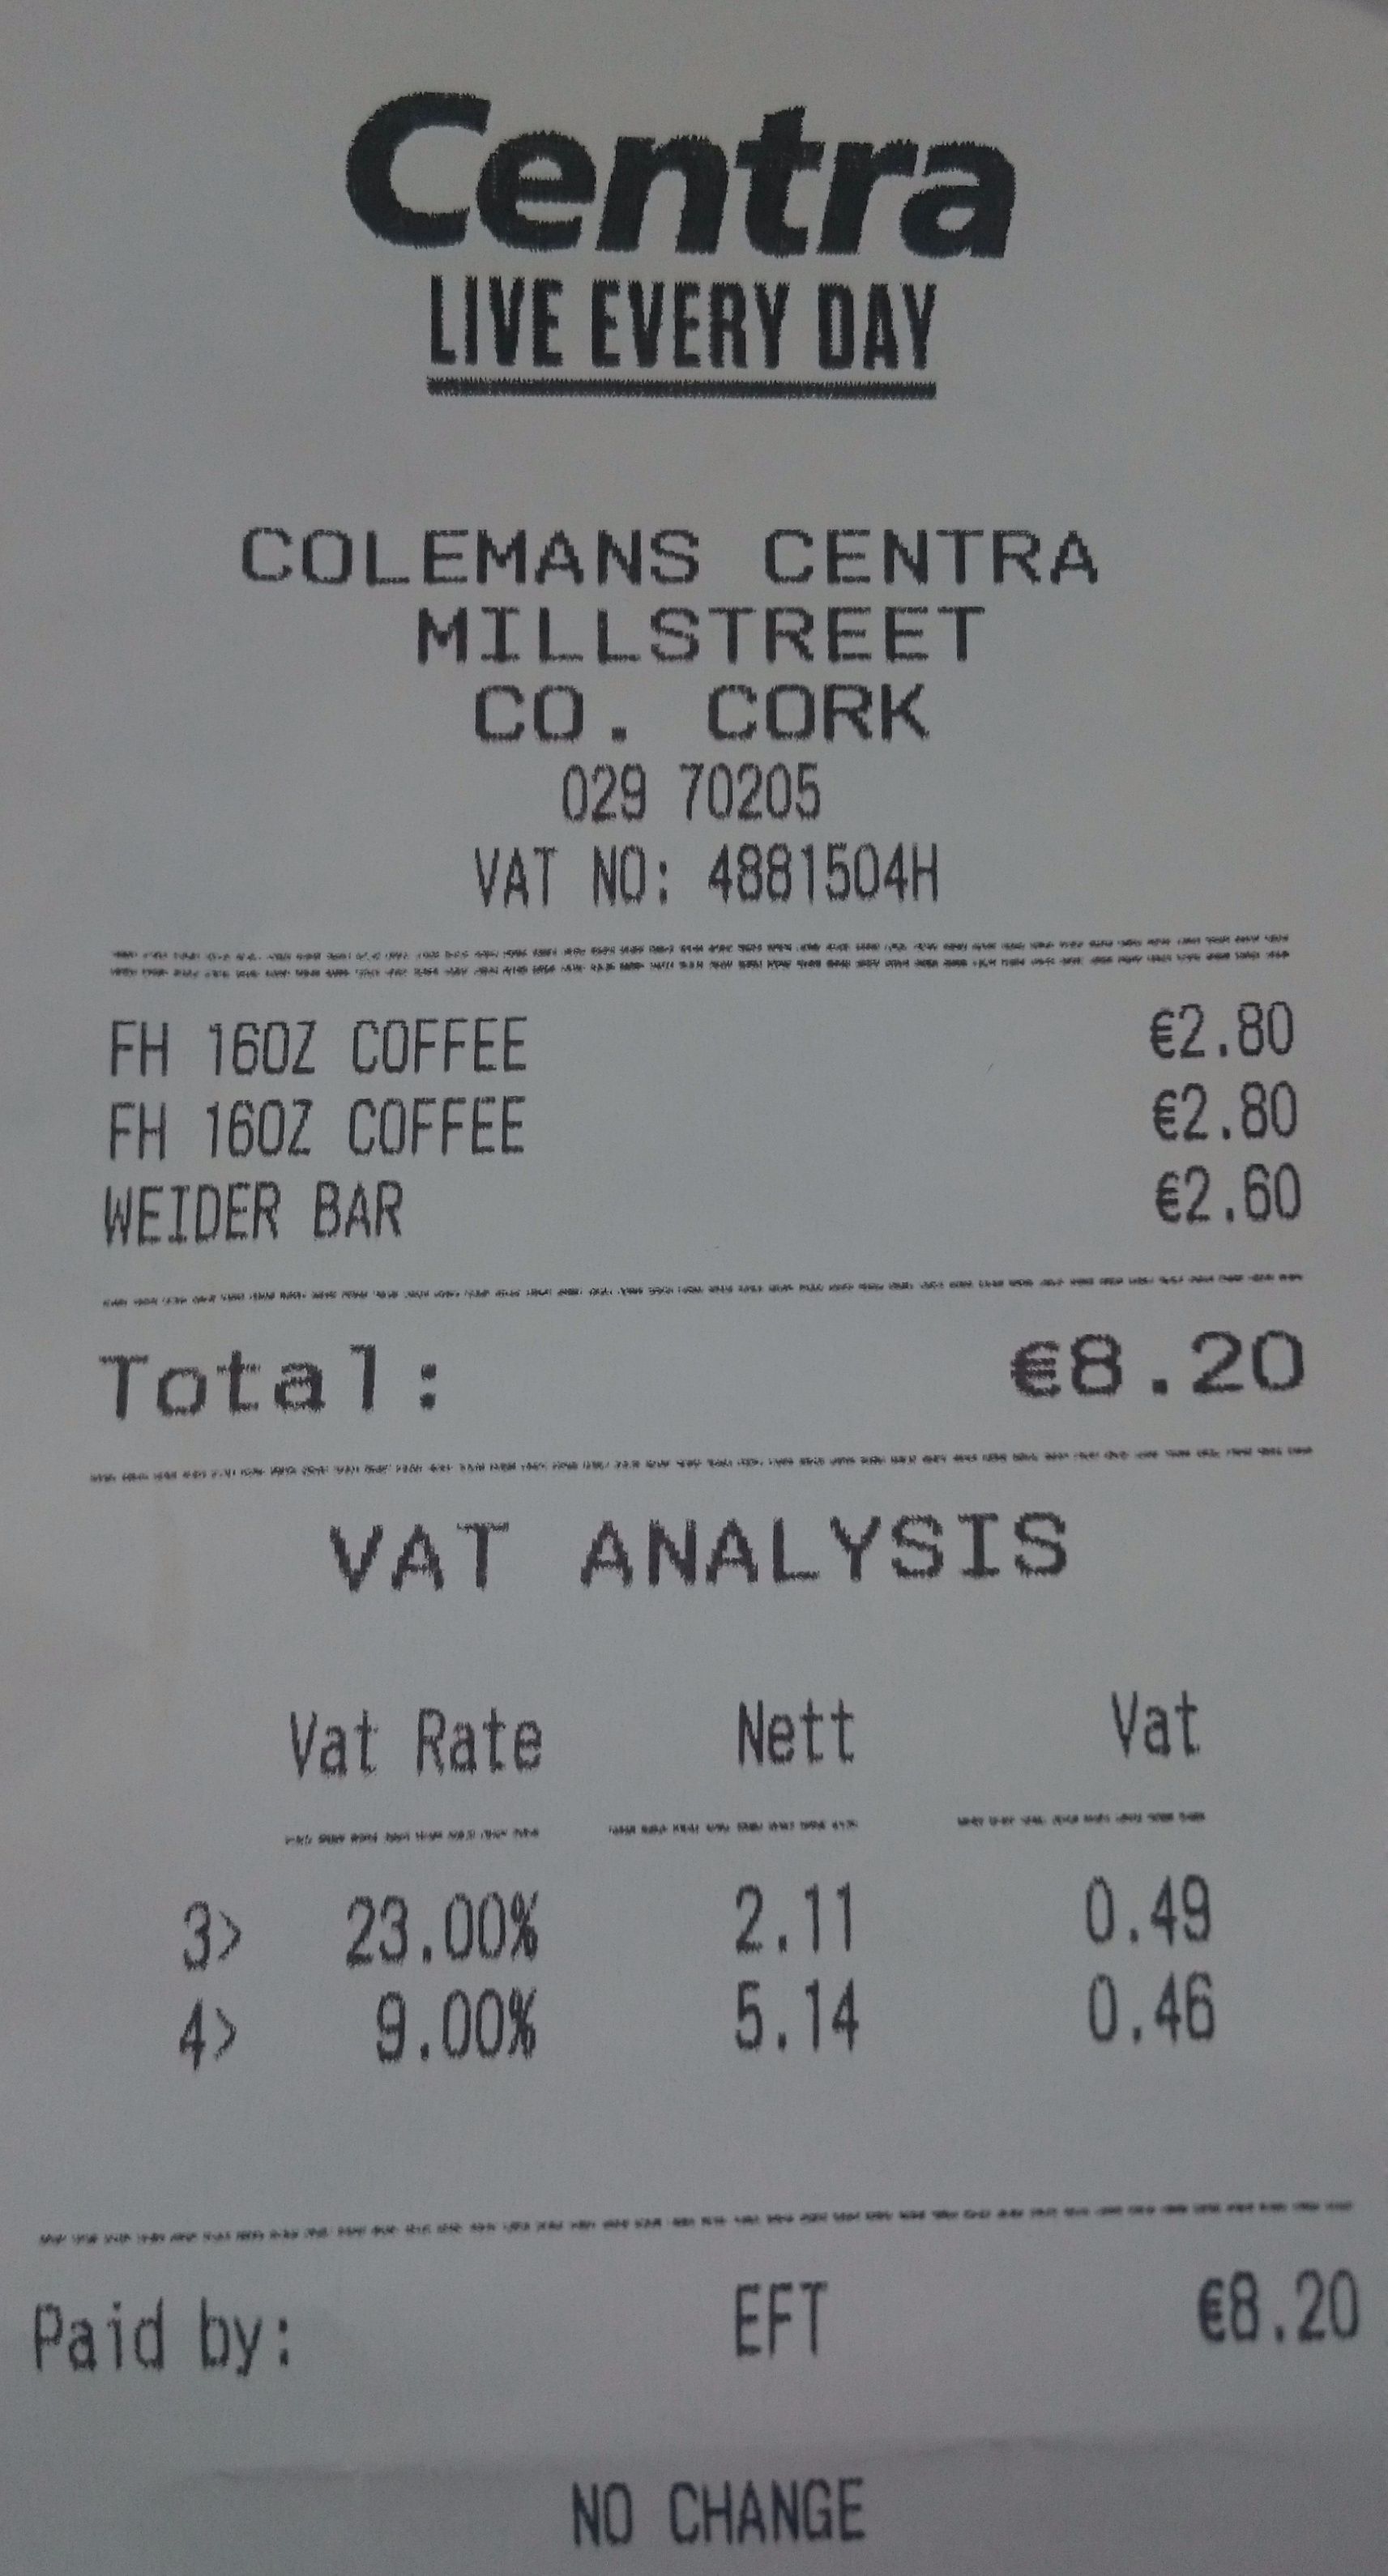 Centra
LIVE EVERY DAY
COLEMANS CENTRA
MILLSTREET
CO. CORK
029 70205
VAT NO: 4881504H
FH 16OZ COFFEE €2.80
FH 16OZ COFFEE €2.80
WEIDER BAR €2.60
Total: €8.20
VAT ANALYSIS
Vat Rate Nett Vat
3> 23.00% 2.11 0.49
4> 9.00% 5.14 0.46
Paid by: EFT €8.20
NO CHANGE